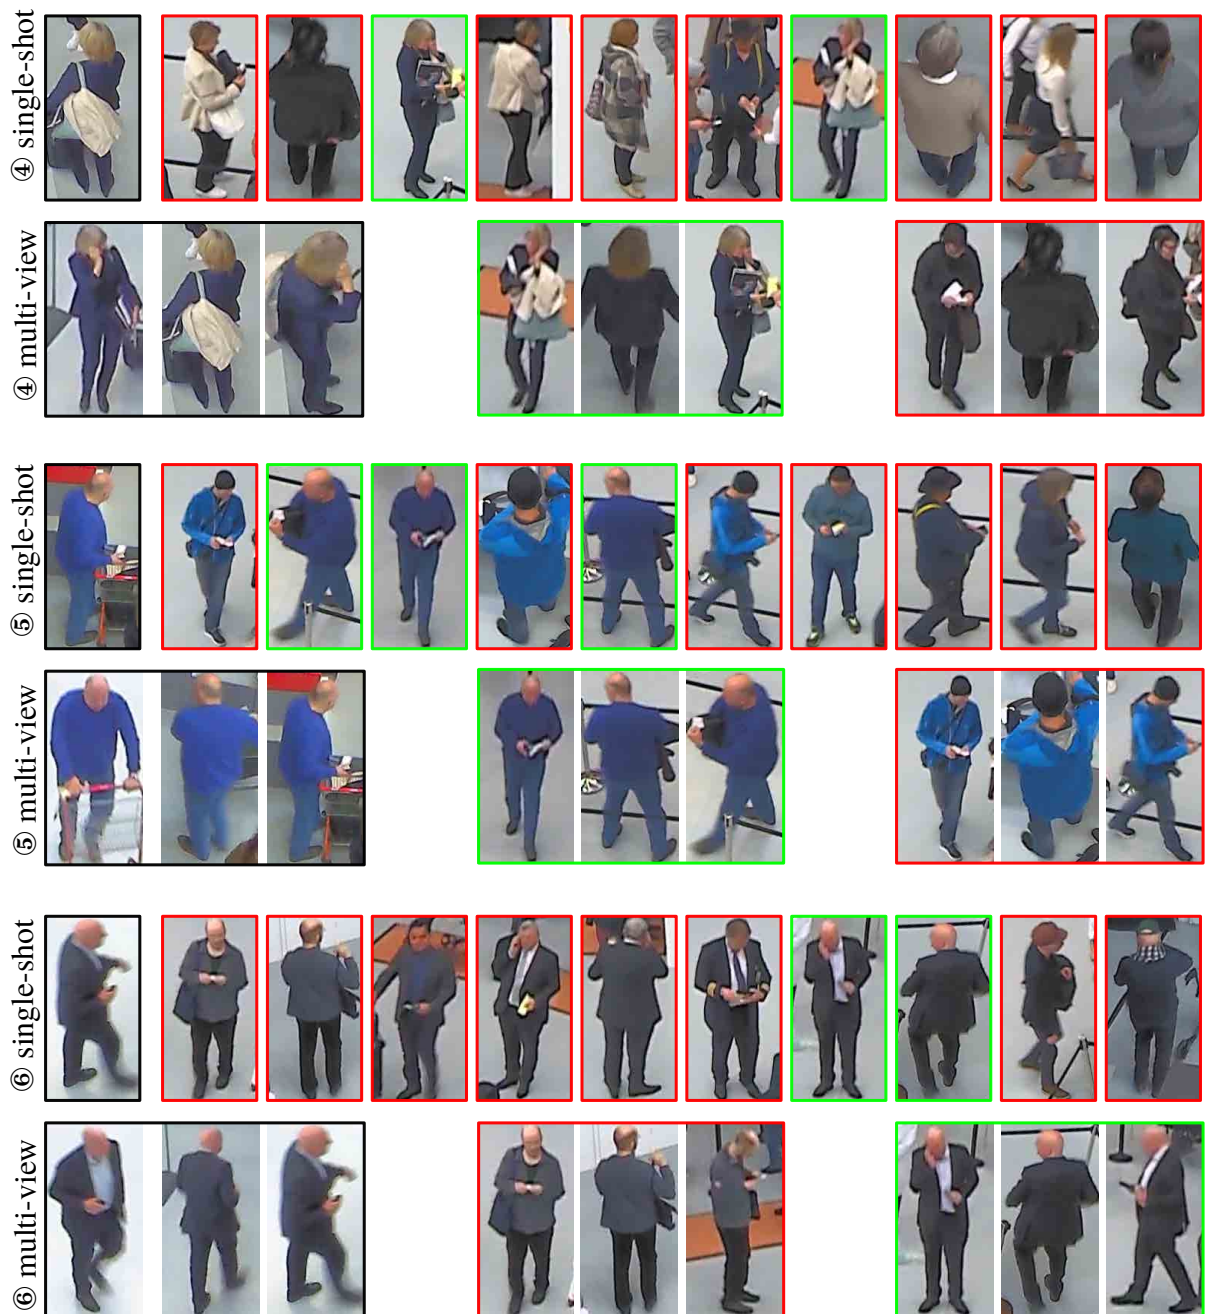 ④ single-shot
④ multi-view
⑤ single-shot
⑤ multi-view
⑥ single-shot
⑥ multi-view